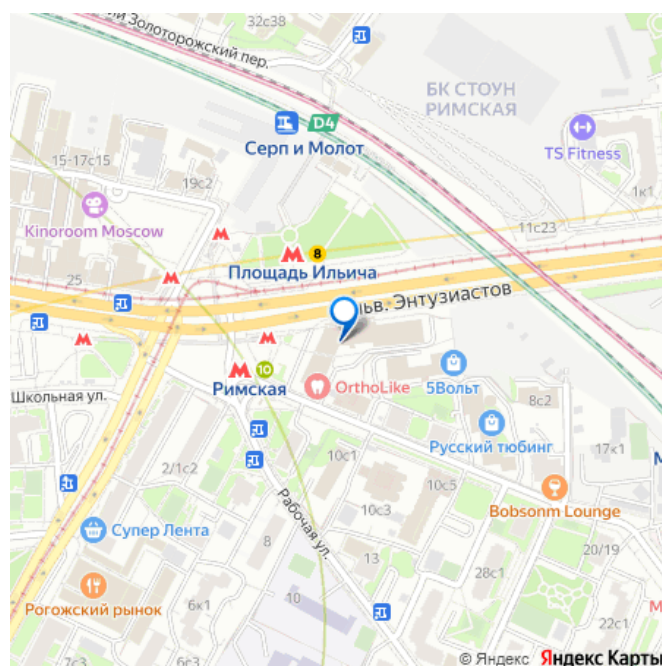 32с38
Золоторожский пер.
БК СТОУН
РИМСКАЯ
D4
Серп и Молот
TS Fitness
15-17с15
19с2
1к1
Kinoroom Moscow
11с23
8
Площадь Ильича
25
ьв. Энтузиастов
10
Римская
OrthoLike
5Вольт
Школьная ул.
8с2
Русский тюбинг
17к1
10с1
2/1с2
10с5
Рабочая ул.
Bobsonm Lounge
10с3
Супер Лента
8
20/19
13
28с1
Рогожский рынок
10
6к1
22с1
7с3
6с2
© Яндекс Яндекс Карты